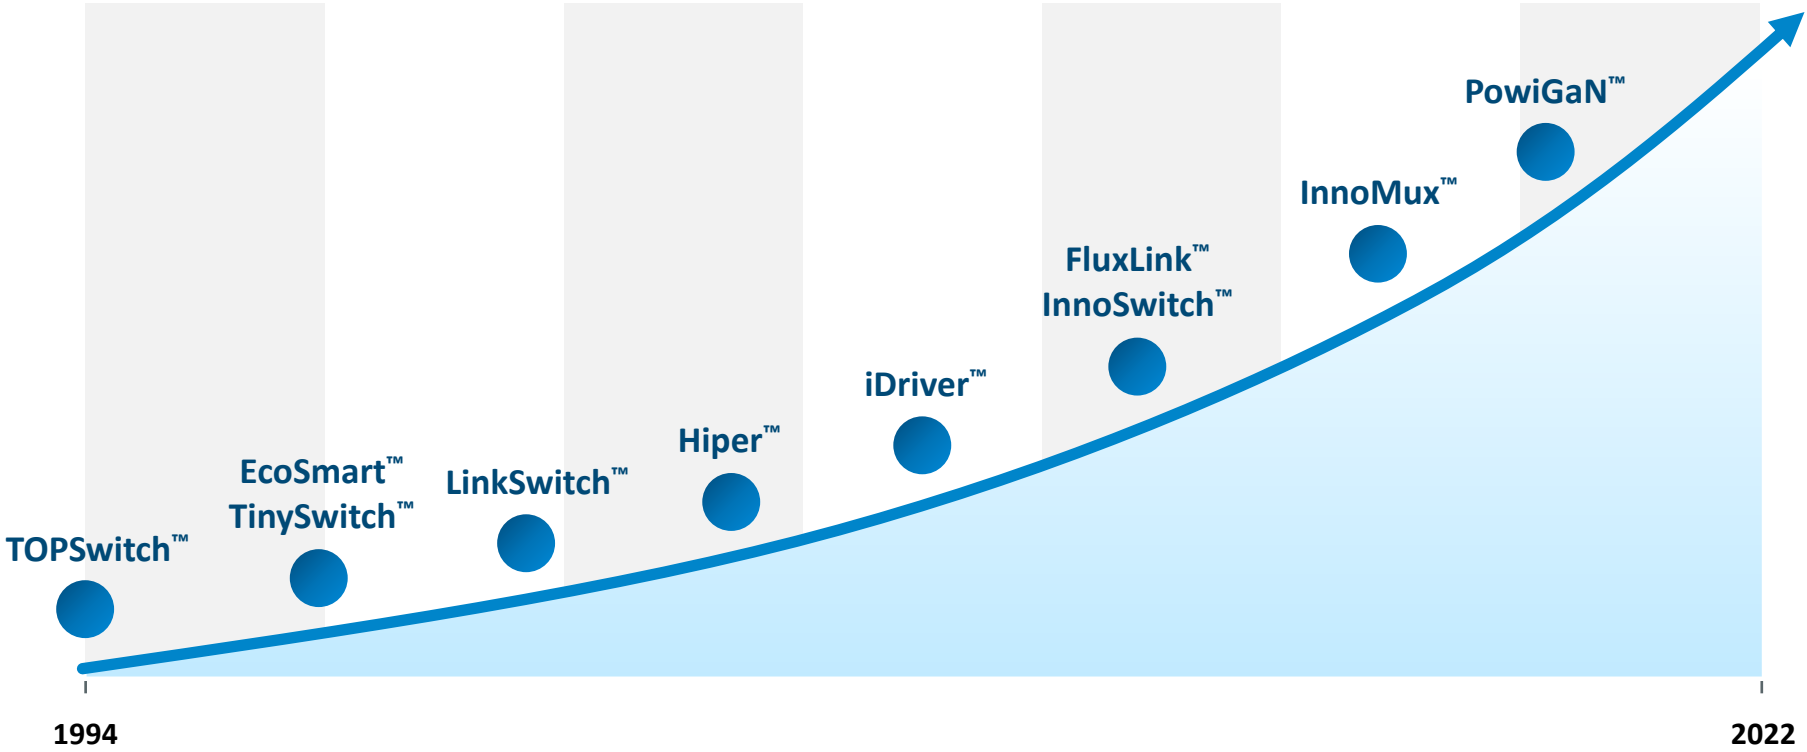 TOPSwitch™
EcoSmart™
TinySwitch™
LinkSwitch™
Hiper™
iDriver™
FluxLink™
InnoSwitch™
InnoMux™
PowiGaN™
1994
2022